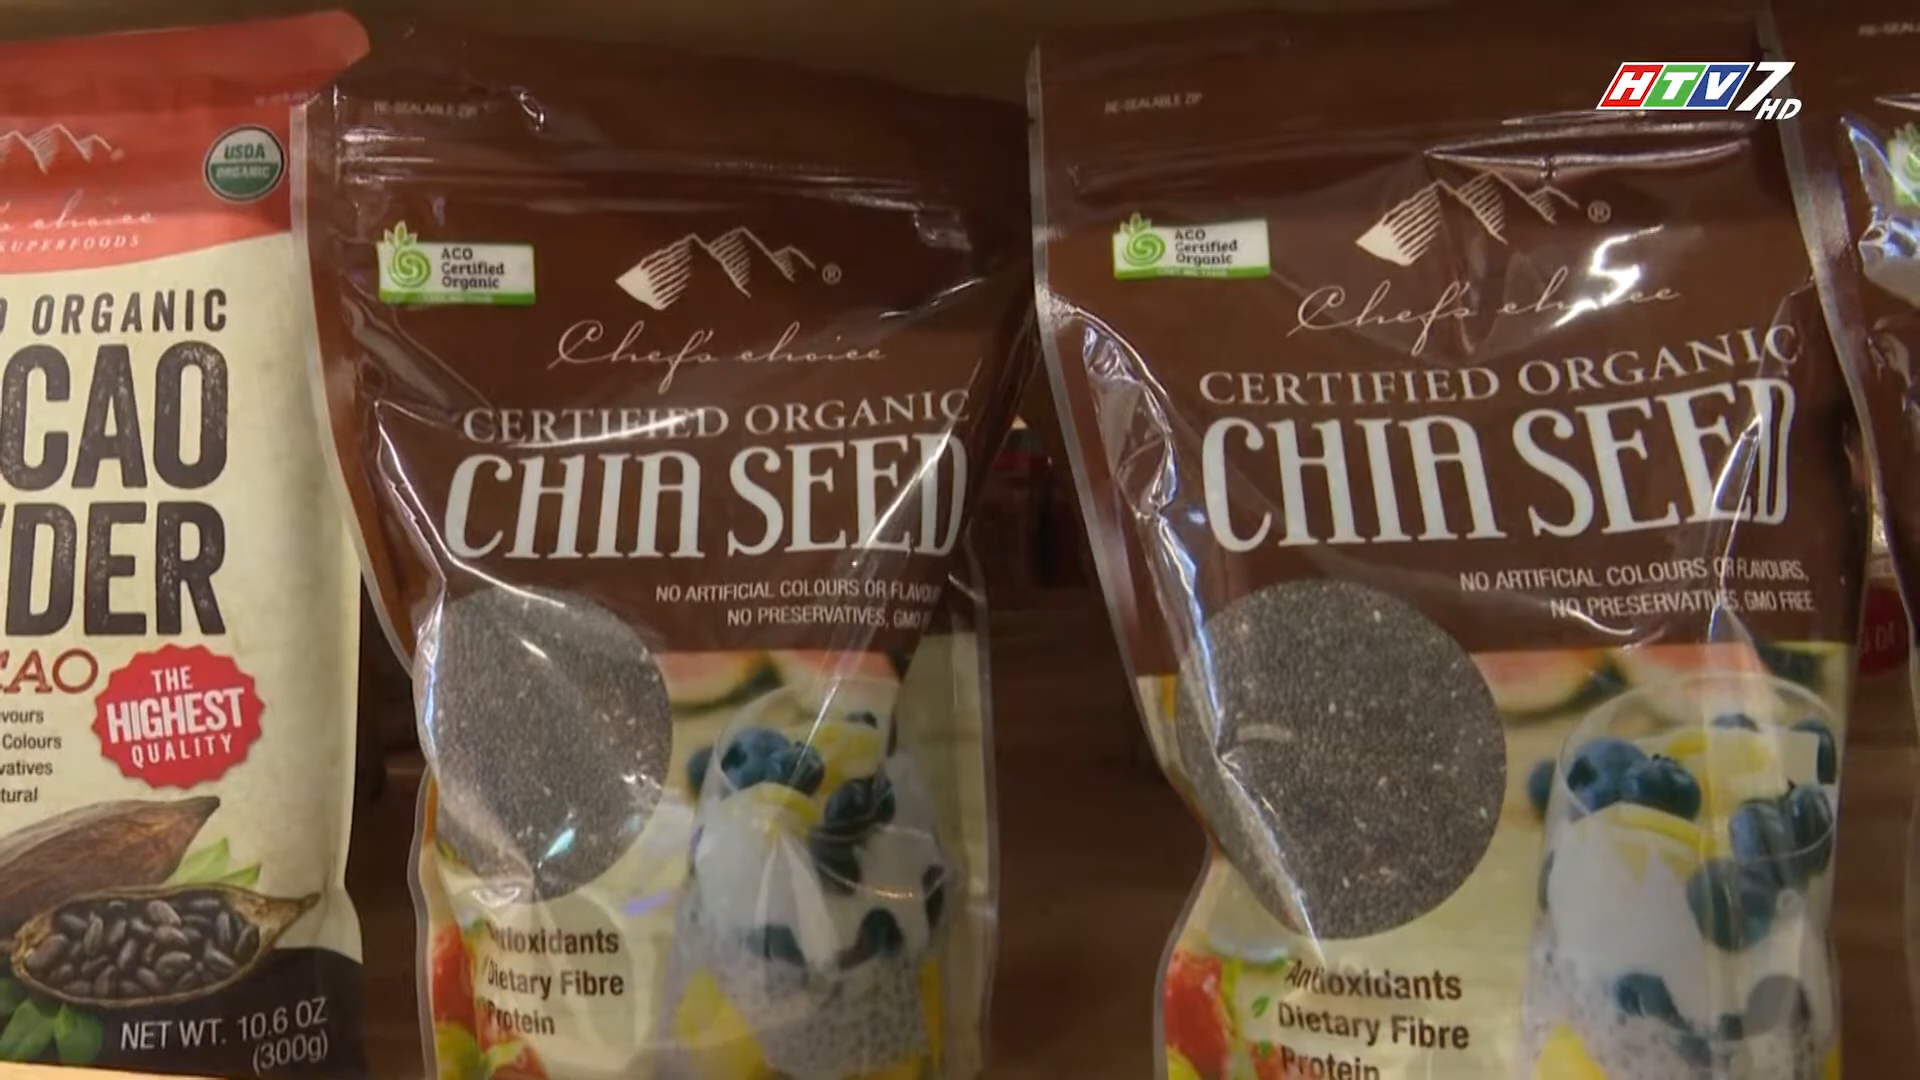 HTV7
HD
USDA
ORGANIC
choice
SUPERFOODS
ORGANIC
CAO
DER
CAO
THE
HIGHEST
QUALITY
vours
Colours
vatives
tural
NET WT. 10.6 OZ
(300g)
RE-SEALABLE ZIP
ACO
Certified
Organic
®
Chef's choice
CERTIFIED ORGANIC
CHIA SEED
NO ARTIFICIAL COLOURS OR FLAVOU
NO PRESERVATIVES, GMO
Antioxidants
Dietary Fibre
Protein
RE-SEALABLE ZIP
ACO
Certified
Organic
®
Chef's choice
CERTIFIED ORGANIC
CHIA SEED
NO ARTIFICIAL COLOURS OR FLAVOURS,
NO PRESERVATIVES, GMO FREE
Antioxidants
Dietary Fibre
Protein